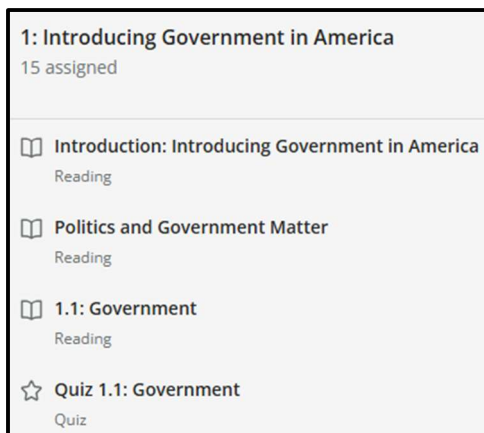 1: Introducing Government in America
15 assigned
Introduction: Introducing Government in America
Reading
Politics and Government Matter
Reading
1.1: Government
Reading
Quiz 1.1: Government
Quiz